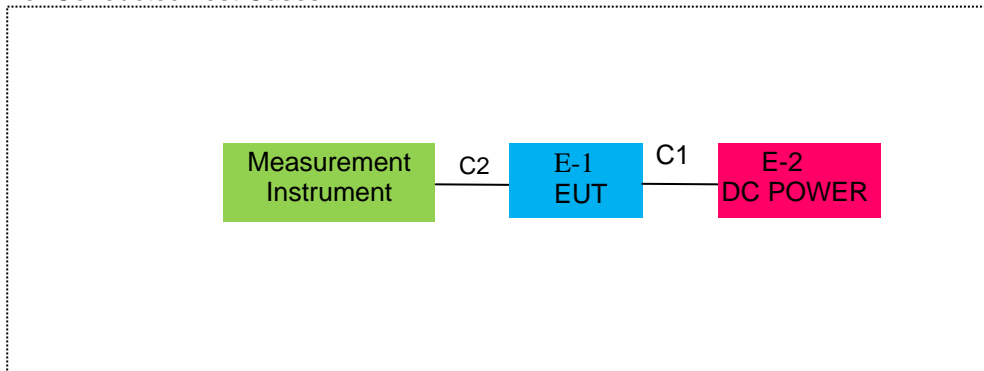 Measurement
Instrument
C2
E-1
EUT
C1
E-2
DC POWER